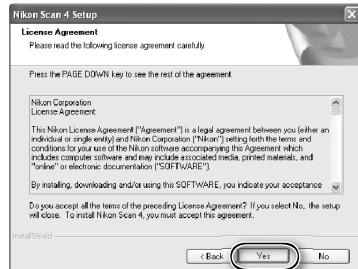 Nikon Scan 4 Setup
License Agreement
Please read the following license agreement carefully.
Press the PAGE DOWN key to see the rest of the agreement.
Nikon Corporation
License Agreement
This Nikon License Agreement ("Agreement") is a legal agreement between you (either an
individual or single entity) and Nikon Corporation ("Nikon") setting forth the terms and
conditions for your use of the Nikon software accompanying this Agreement which
includes computer software and may include associated media, printed materials, and
"online" or electronic documentation ("SOFTWARE").
By installing, downloading and/or using this SOFTWARE, you indicate your acceptance
Do you accept all the terms of the preceding License Agreement? If you select No, the setup
will close. To install Nikon Scan 4, you must accept this agreement.
InstallShield
< Back
Yes
No